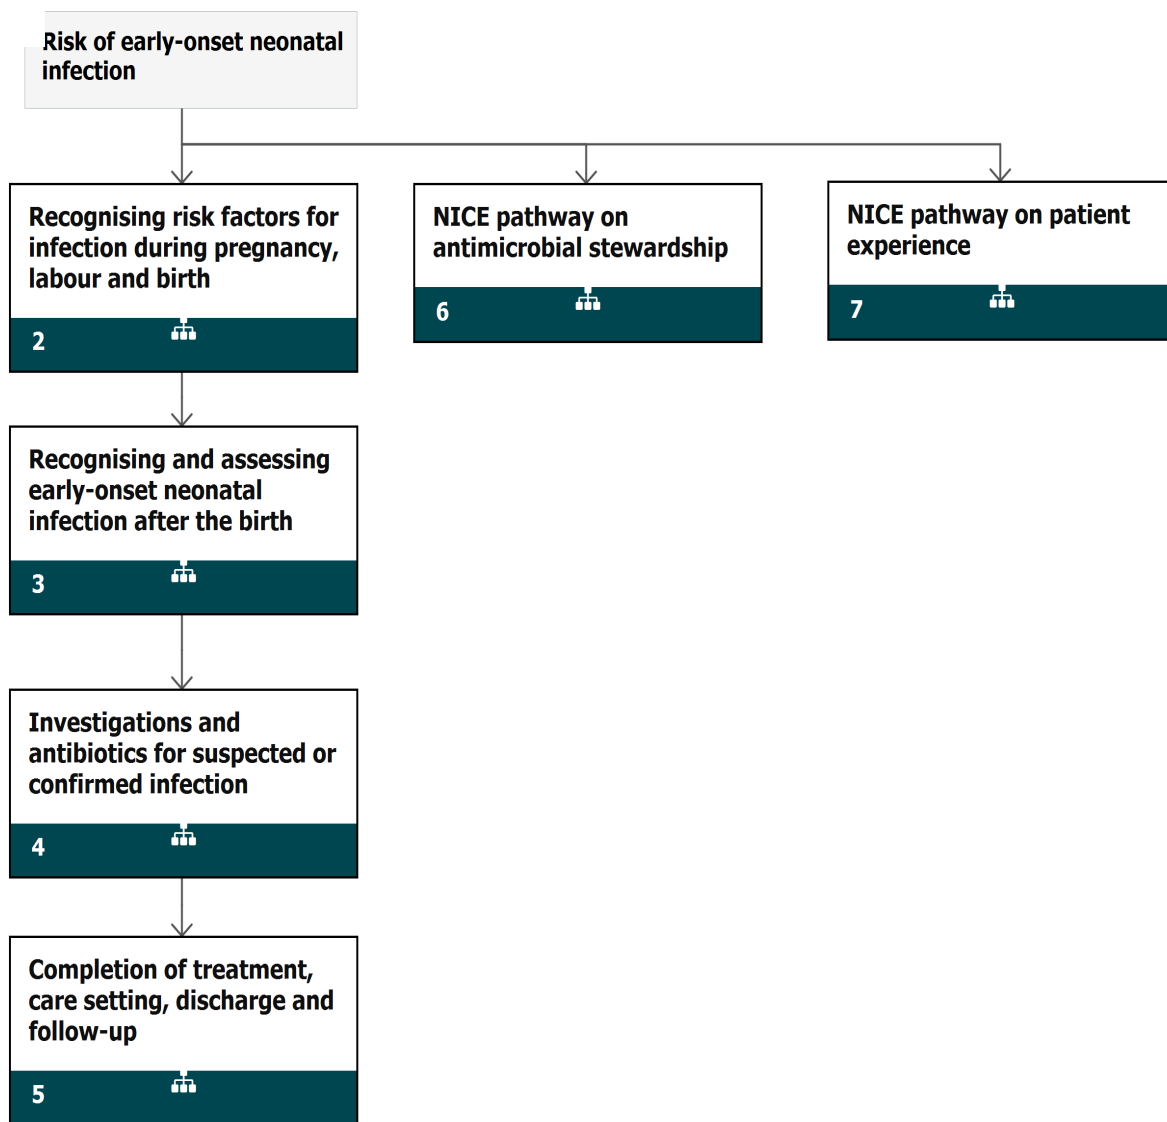 Risk of early-onset neonatal
infection
Recognising risk factors for
infection during pregnancy,
labour and birth
2
NICE pathway on
antimicrobial stewardship
6
NICE pathway on patient
experience
7
Recognising and assessing
early-onset neonatal
infection after the birth
3
Investigations and
antibiotics for suspected or
confirmed infection
4
Completion of treatment,
care setting, discharge and
follow-up
5